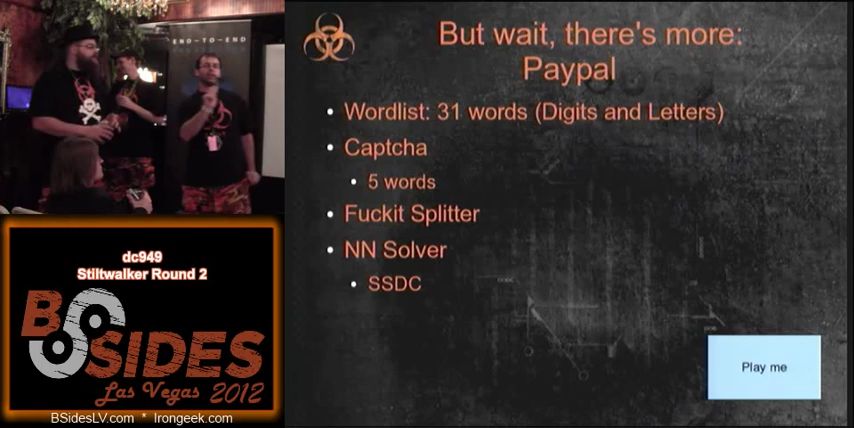 END-TO-END
But wait, there's more:
Paypal
Wordlist: 31 words (Digits and Letters)
Captcha
5 words
Fuckit Splitter
NN Solver
SSDC
Play me
dc949
Stiltwalker Round 2
BSIDES
Las Vegas 2012
BSidesLV.com * Irongeek.com